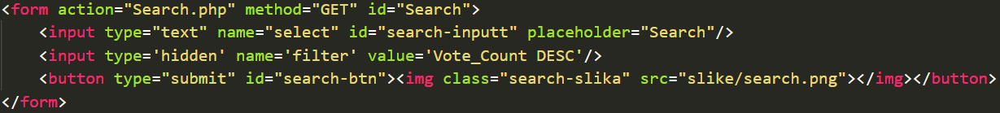 <form action="Search.php" method="GET" id="Search">
<input type="text" name="select" id="search-inputt" placeholder="Search"/>
<input type='hidden' name='filter' value='Vote_Count DESC'/>
<button type="submit" id="search-btn"><img class="search-slika" src="slike/search.png"></img></button>
</form>